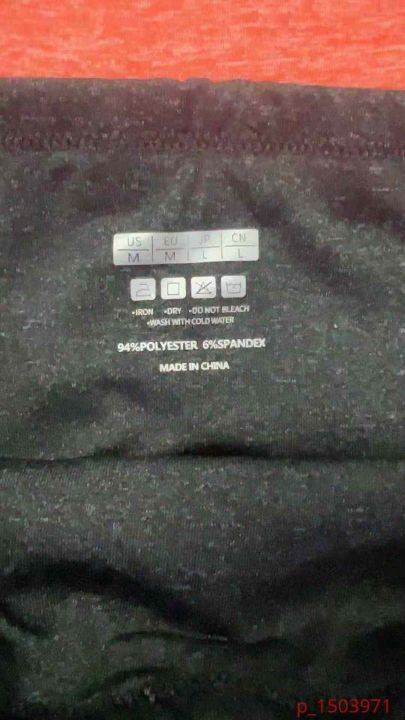 US EU JP CN
M M L L
•IRON •DRY •DO NOT BLEACH
•WASH WITH COLD WATER
94%POLYESTER 6%SPANDEX
MADE IN CHINA
p_1503971